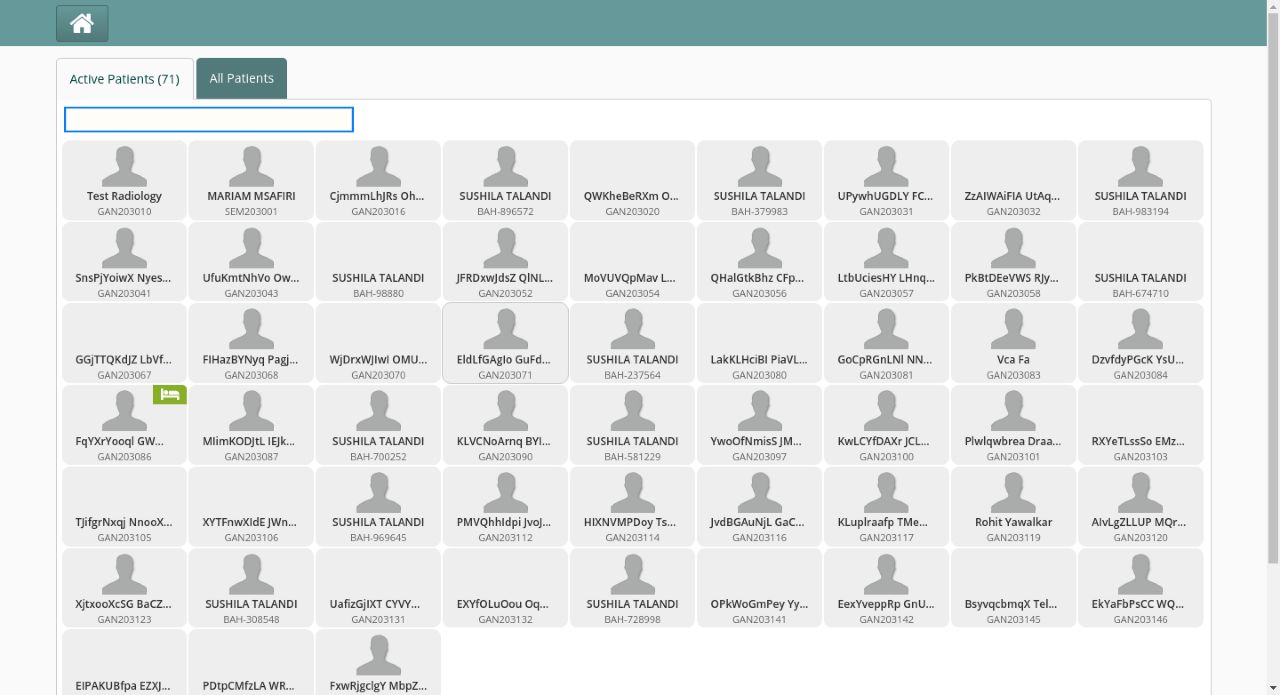 Active Patients (71)
All Patients
Test Radiology
GAN203010
MARIAM MSAFIRI
SEM203001
CjmmmLhJRs Oh...
GAN203016
SUSHILA TALANDI
BAH-896572
QWKheBeRXm O...
GAN203020
SUSHILA TALANDI
BAH-379983
UPywhUGDLY FC...
GAN203031
ZzAIWAiFIA UtAq...
GAN203032
SUSHILA TALANDI
BAH-983194
SnsPjYoiwX Nyes...
GAN203041
UfuKmtNhVo Ow...
GAN203043
SUSHILA TALANDI
BAH-98880
JFRDxwJdsZ QlNL...
GAN203052
MoVUVQpMav L...
GAN203054
QHalGtkBhz CFp...
GAN203056
LtbUciesHY LHnq...
GAN203057
PkBtDEeVWS RJy...
GAN203058
SUSHILA TALANDI
BAH-674710
GGjTTQKdJZ LbVf...
GAN203067
FIHazBYNyq Pagj...
GAN203068
WjDrxWJIwI OMU...
GAN203070
EldLfGAgIo GuFd...
GAN203071
SUSHILA TALANDI
BAH-237564
LakKLHciBI PiaVL...
GAN203080
GoCpRGnLNl NN...
GAN203081
Vca Fa
GAN203083
DzvfdyPGcK YsU...
GAN203084
FqYXrYooql GW...
GAN203086
MIimKODJtL IEJk...
GAN203087
SUSHILA TALANDI
BAH-700252
KLVCNoArnq BYI...
GAN203090
SUSHILA TALANDI
BAH-581229
YwoOfNmisS JM...
GAN203097
KwLCYfDAXr JCL...
GAN203100
Plwlqwbrea Draa...
GAN203101
RXYeTLssSo EMz...
GAN203103
TJifgrNxqj NnooX...
GAN203105
XYTFnwXIdE JWn...
GAN203106
SUSHILA TALANDI
BAH-969645
PMVQhhIdpi JvoJ...
GAN203112
HIXNVMPDoy Ts...
GAN203114
JvdBGAuNjL GaC...
GAN203116
KLuplraafp TMe...
GAN203117
Rohit Yawalkar
GAN203119
AIvLgZLLUP MQr...
GAN203120
XjtxooXcSG BaCZ...
GAN203123
SUSHILA TALANDI
BAH-308548
UafizGjIXT CYVY...
GAN203131
EXYfOLuOou Oq...
GAN203132
SUSHILA TALANDI
BAH-728998
OPkWoGmPey Yy...
GAN203141
EexYveppRp GnU...
GAN203142
BsyvqcbmqX Tel...
GAN203145
EkYaFbPsCC WQ...
GAN203146
EIPAKUBfpa EZXJ...
PDtpCMfzLA WR...
FxwRjgclgY MbpZ...